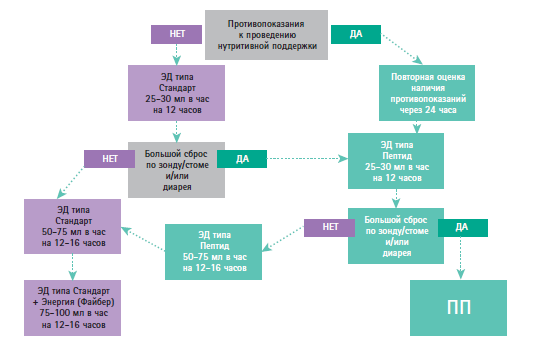 Противопоказания
к проведению
нутритивной поддержки
НЕТ
ДА
ЭД типа
Стандарт
25–30 мл в час
на 12 часов
Повторная оценка
наличия
противопоказаний
через 24 часа
Большой сброс
по зонду/стоме
и/или
диарея
НЕТ
ДА
ЭД типа
Пептид
25–30 мл в час
на 12 часов
ЭД типа
Стандарт
50–75 мл в час
на 12–16 часов
ЭД типа
Пептид
50–75 мл в час
на 12–16 часов
НЕТ
Большой сброс
по зонду/стоме
и/или
диарея
ДА
ЭД типа Стандарт
+ Энергия (Файбер)
75–100 мл в час
на 12–16 часов
ПП